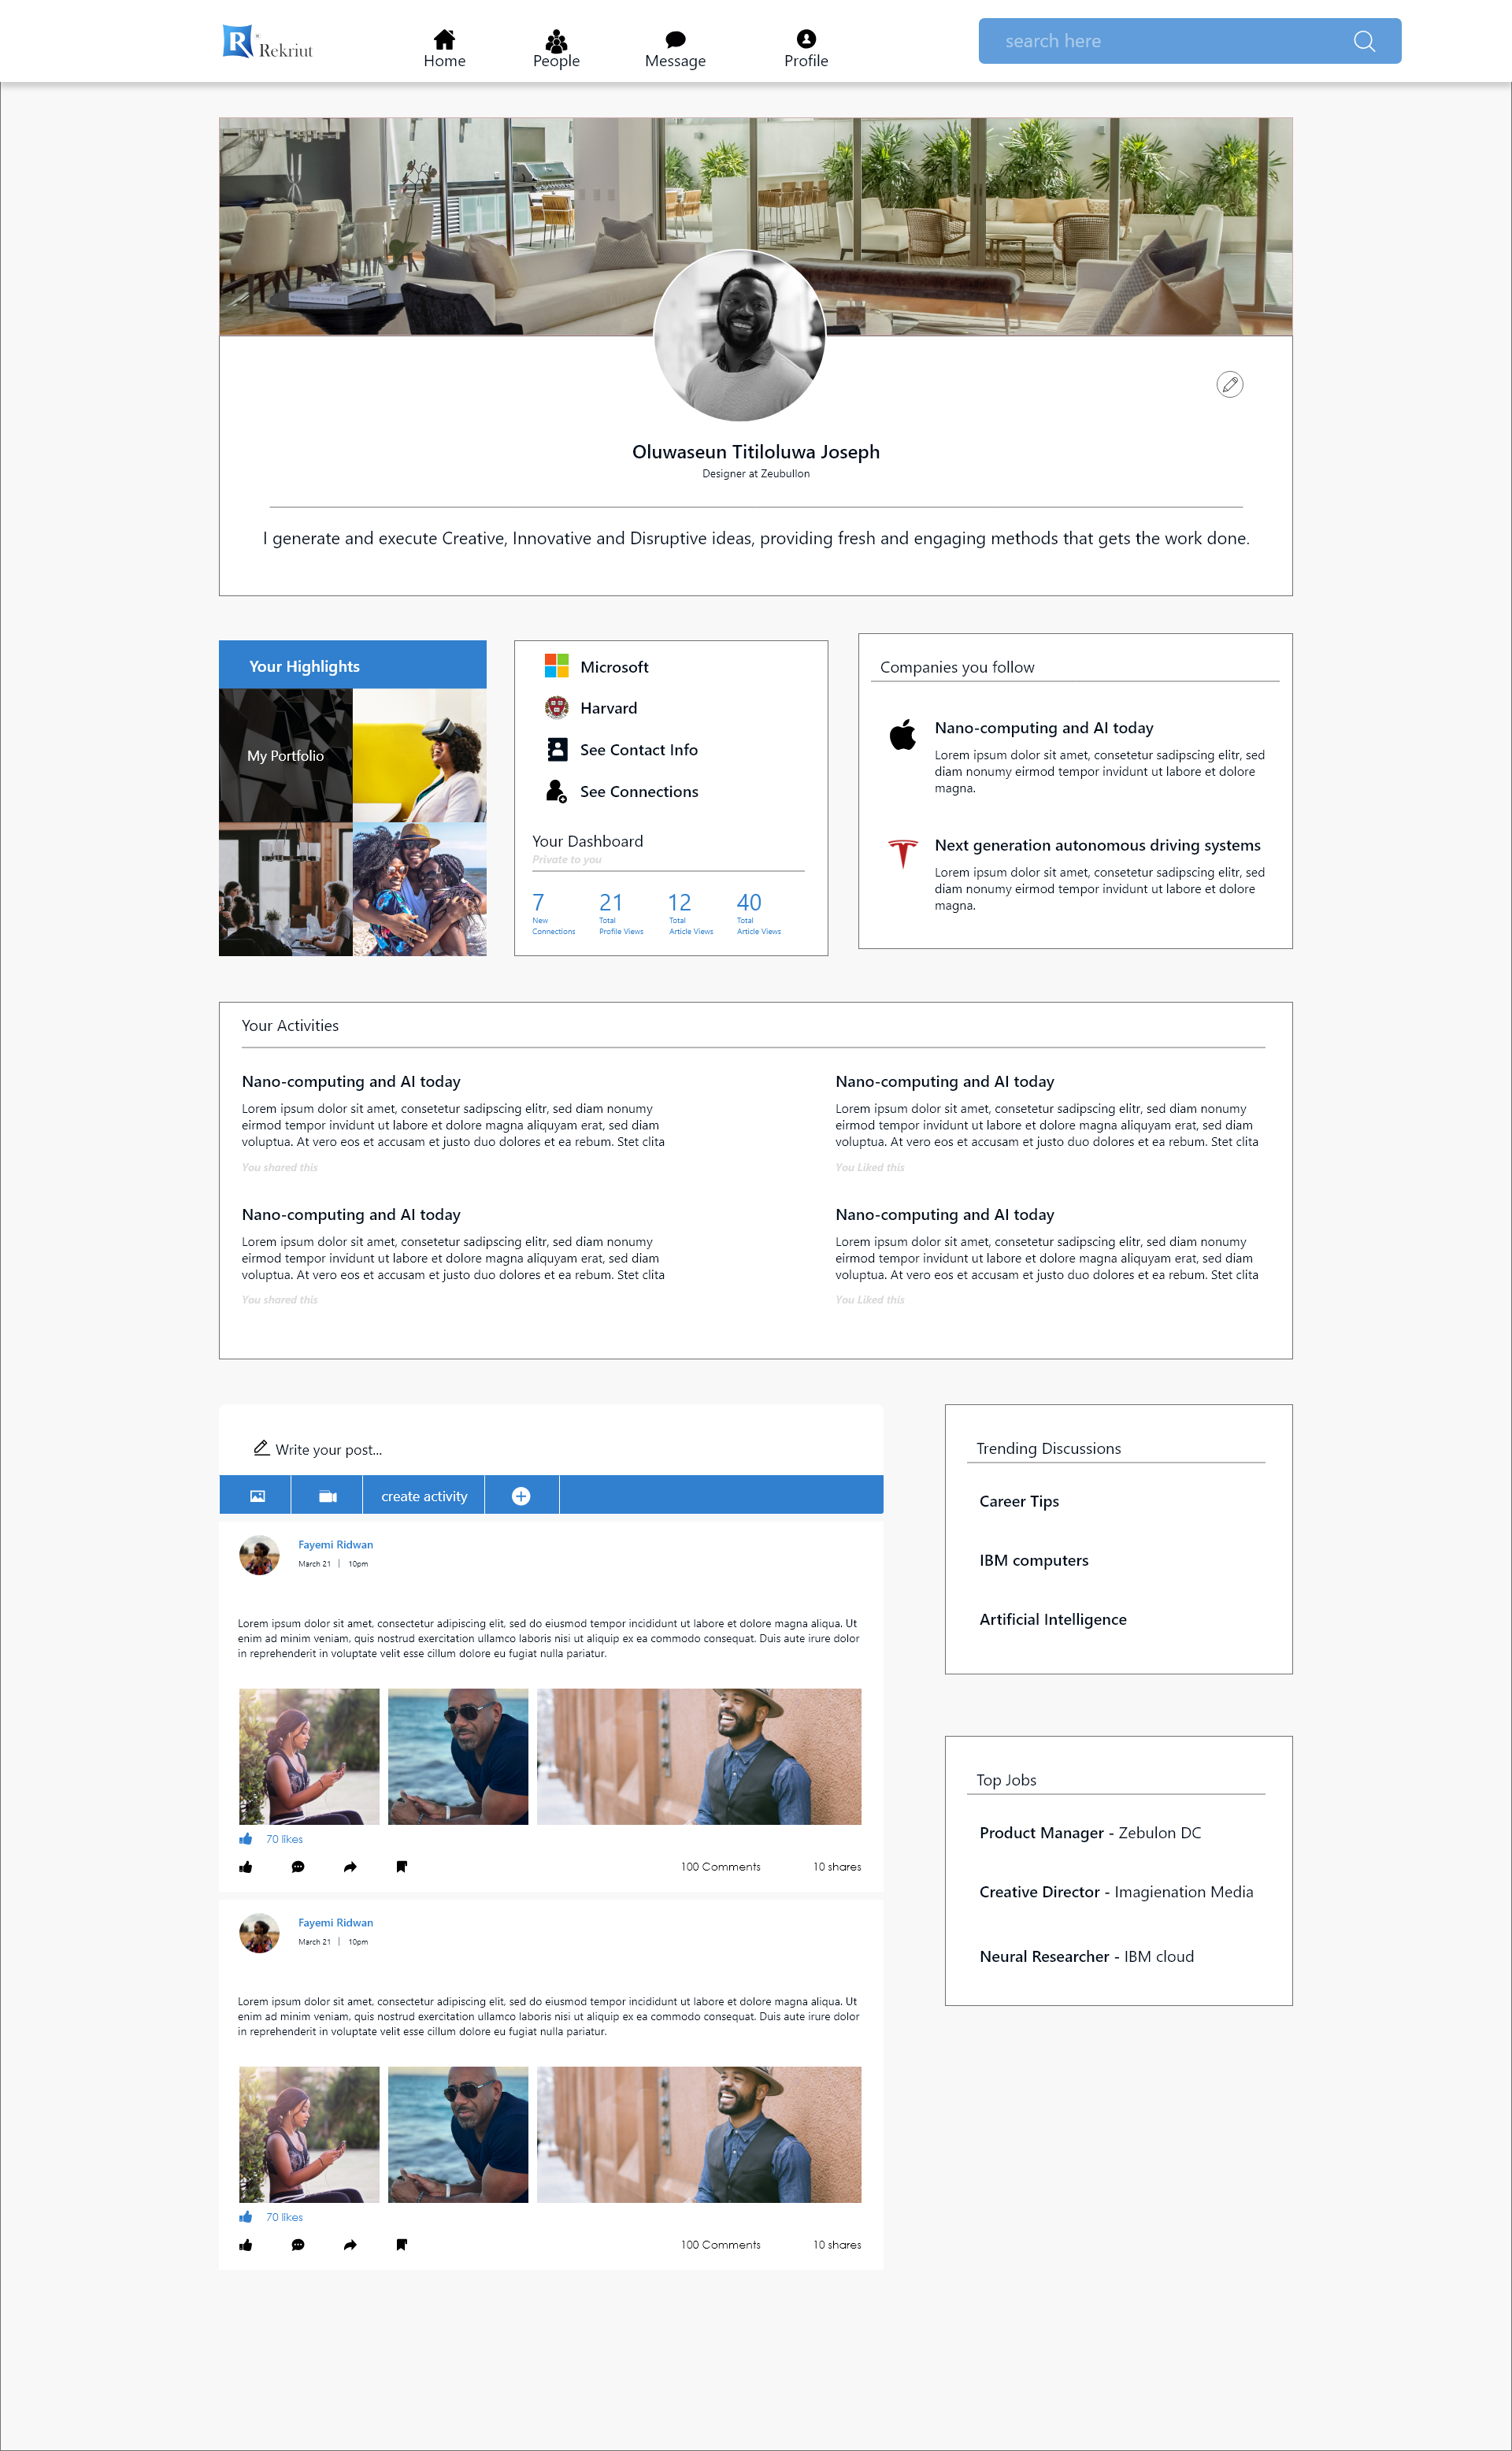 R Rekriut
Home
People
Message
Profile
search here
Oluwaseun Titiloluwa Joseph
Designer at Zeubullon
I generate and execute Creative, Innovative and Disruptive ideas, providing fresh and engaging methods that gets the work done.
Your Highlights
My Portfolio
Microsoft
Harvard
See Contact Info
See Connections
Your Dashboard
Private to you
7
New
Connections
21
Total
Profile Views
12
Total
Article Views
40
Total
Article Views
Companies you follow
Nano-computing and AI today
Lorem ipsum dolor sit amet, consetetur sadipscing elitr, sed
diam nonumy eirmod tempor invidunt ut labore et dolore
magna.
Next generation autonomous driving systems
Lorem ipsum dolor sit amet, consetetur sadipscing elitr, sed
diam nonumy eirmod tempor invidunt ut labore et dolore
magna.
Your Activities
Nano-computing and AI today
Lorem ipsum dolor sit amet, consetetur sadipscing elitr, sed diam nonumy
eirmod tempor invidunt ut labore et dolore magna aliquyam erat, sed diam
voluptua. At vero eos et accusam et justo duo dolores et ea rebum. Stet clita
You shared this
Nano-computing and AI today
Lorem ipsum dolor sit amet, consetetur sadipscing elitr, sed diam nonumy
eirmod tempor invidunt ut labore et dolore magna aliquyam erat, sed diam
voluptua. At vero eos et accusam et justo duo dolores et ea rebum. Stet clita
You Liked this
Nano-computing and AI today
Lorem ipsum dolor sit amet, consetetur sadipscing elitr, sed diam nonumy
eirmod tempor invidunt ut labore et dolore magna aliquyam erat, sed diam
voluptua. At vero eos et accusam et justo duo dolores et ea rebum. Stet clita
You shared this
Nano-computing and AI today
Lorem ipsum dolor sit amet, consetetur sadipscing elitr, sed diam nonumy
eirmod tempor invidunt ut labore et dolore magna aliquyam erat, sed diam
voluptua. At vero eos et accusam et justo duo dolores et ea rebum. Stet clita
You Liked this
Write your post...
create activity
Fayemi Ridwan
March 21 | 10pm
Lorem ipsum dolor sit amet, consectetur adipiscing elit, sed do eiusmod tempor incididunt ut labore et dolore magna aliqua. Ut
enim ad minim veniam, quis nostrud exercitation ullamco laboris nisi ut aliquip ex ea commodo consequat. Duis aute irure dolor
in reprehenderit in voluptate velit esse cillum dolore eu fugiat nulla pariatur.
70 likes
100 Comments
10 shares
Fayemi Ridwan
March 21 | 10pm
Lorem ipsum dolor sit amet, consectetur adipiscing elit, sed do eiusmod tempor incididunt ut labore et dolore magna aliqua. Ut
enim ad minim veniam, quis nostrud exercitation ullamco laboris nisi ut aliquip ex ea commodo consequat. Duis aute irure dolor
in reprehenderit in voluptate velit esse cillum dolore eu fugiat nulla pariatur.
70 likes
100 Comments
10 shares
Trending Discussions
Career Tips
IBM computers
Artificial Intelligence
Top Jobs
Product Manager - Zebulon DC
Creative Director - Imagienation Media
Neural Researcher - IBM cloud